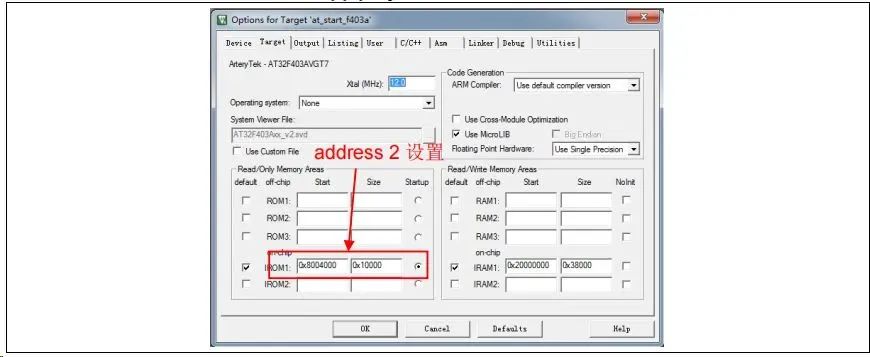 Options for Target 'at_start_f403a'
Device Target Output Listing User C/C++ Asm Linker Debug Utilities
ArteryTek - AT32F403AVGT7
Xtal (MHz): 12.0
Operating system: None
System Viewer File:
AT32F403Axx_v2.svd
Use Custom File
Code Generation
ARM Compiler: Use default compiler version
Use Cross-Module Optimization
Use MicroLIB Big Endian
Floating Point Hardware: Use Single Precision
address 2 设置
Read/Only Memory Areas
default off-chip Start Size Startup
ROM1:
ROM2:
ROM3:
on-chip
IROM1: 0x8004000 0x10000
IROM2:
Read/Write Memory Areas
default off-chip Start Size NoInit
RAM1:
RAM2:
RAM3:
on-chip
IRAM1: 0x20000000 0x38000
IRAM2:
OK Cancel Defaults Help